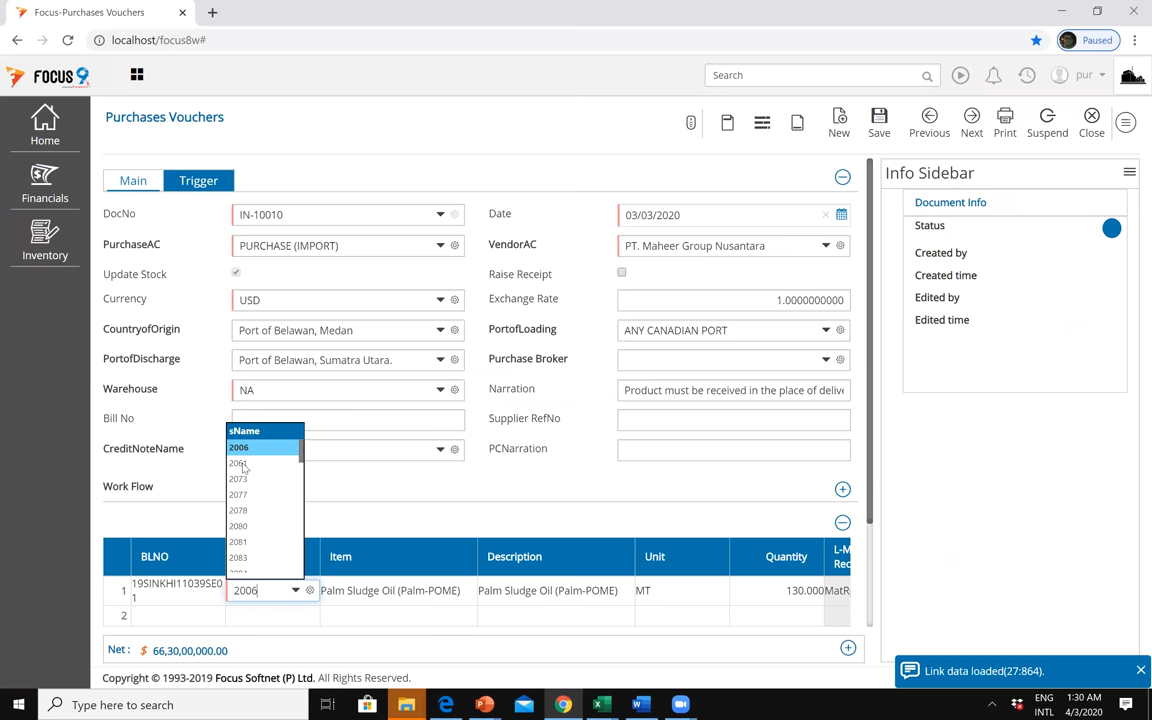 Focus-Purchases Vouchers
localhost/focus8w#
Paused
FOCUS 9
Search
pur
Home
Financials
Inventory
Purchases Vouchers
New
Save
Previous
Next
Print
Suspend
Close
Main
Trigger
DocNo
IN-10010
Date
03/03/2020
PurchaseAC
PURCHASE (IMPORT)
VendorAC
PT. Maheer Group Nusantara
Update Stock
Raise Receipt
Currency
USD
Exchange Rate
1.0000000000
CountryofOrigin
Port of Belawan, Medan
PortofLoading
ANY CANADIAN PORT
PortofDischarge
Port of Belawan, Sumatra Utara.
Purchase Broker
Warehouse
NA
Narration
Product must be received in the place of delive
Bill No
Supplier RefNo
CreditNoteName
PCNarration
sName
2006
2061
2073
2077
2078
2080
2081
2083
Work Flow
BLNO
Item
Description
Unit
Quantity
L-M
Rec
1
19SINKHI11039SE0
1
2006
Palm Sludge Oil (Palm-POME)
Palm Sludge Oil (Palm-POME)
MT
130.000
MatR
2
Net : $ 66,30,00,000.00
Copyright © 1993-2019 Focus Softnet (P) Ltd. All Rights Reserved.
Info Sidebar
Document Info
Status
Created by
Created time
Edited by
Edited time
Link data loaded(27:864).
Type here to search
ENG
INTL
1:30 AM
4/3/2020